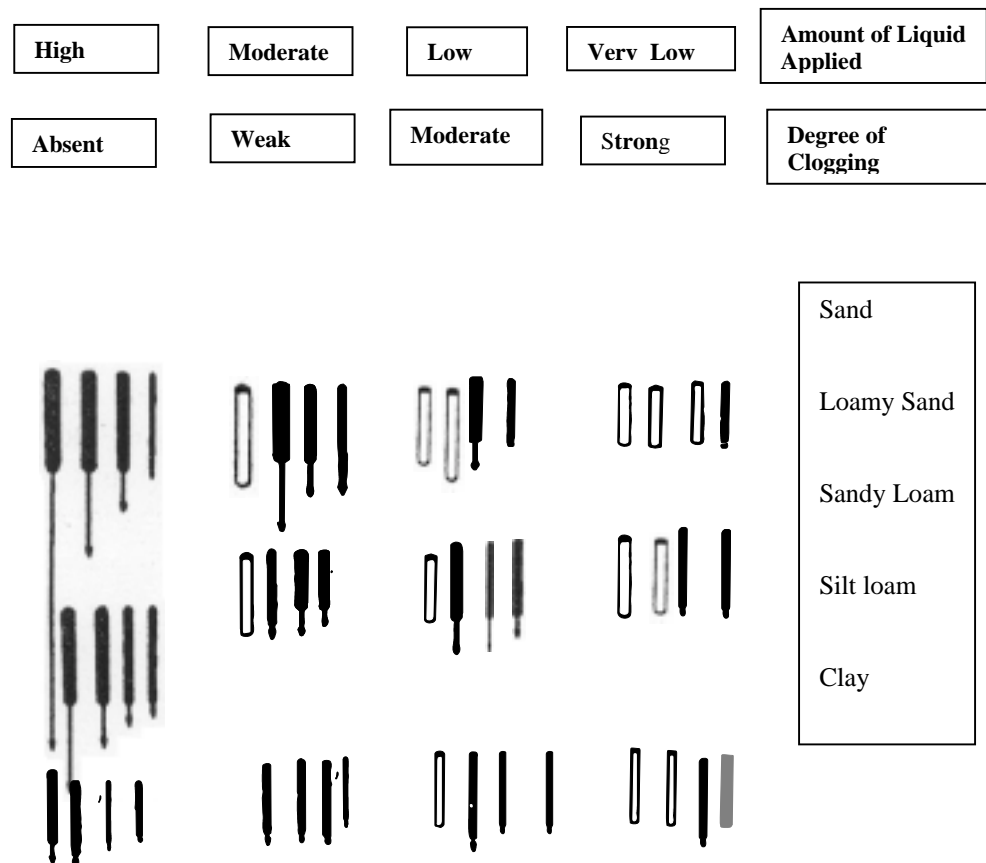 High
Moderate
Low
Verv Low
Amount of Liquid
Applied
Absent
Weak
Moderate
Strong
Degree of
Clogging
Sand
Loamy Sand
Sandy Loam
Silt loam
Clay